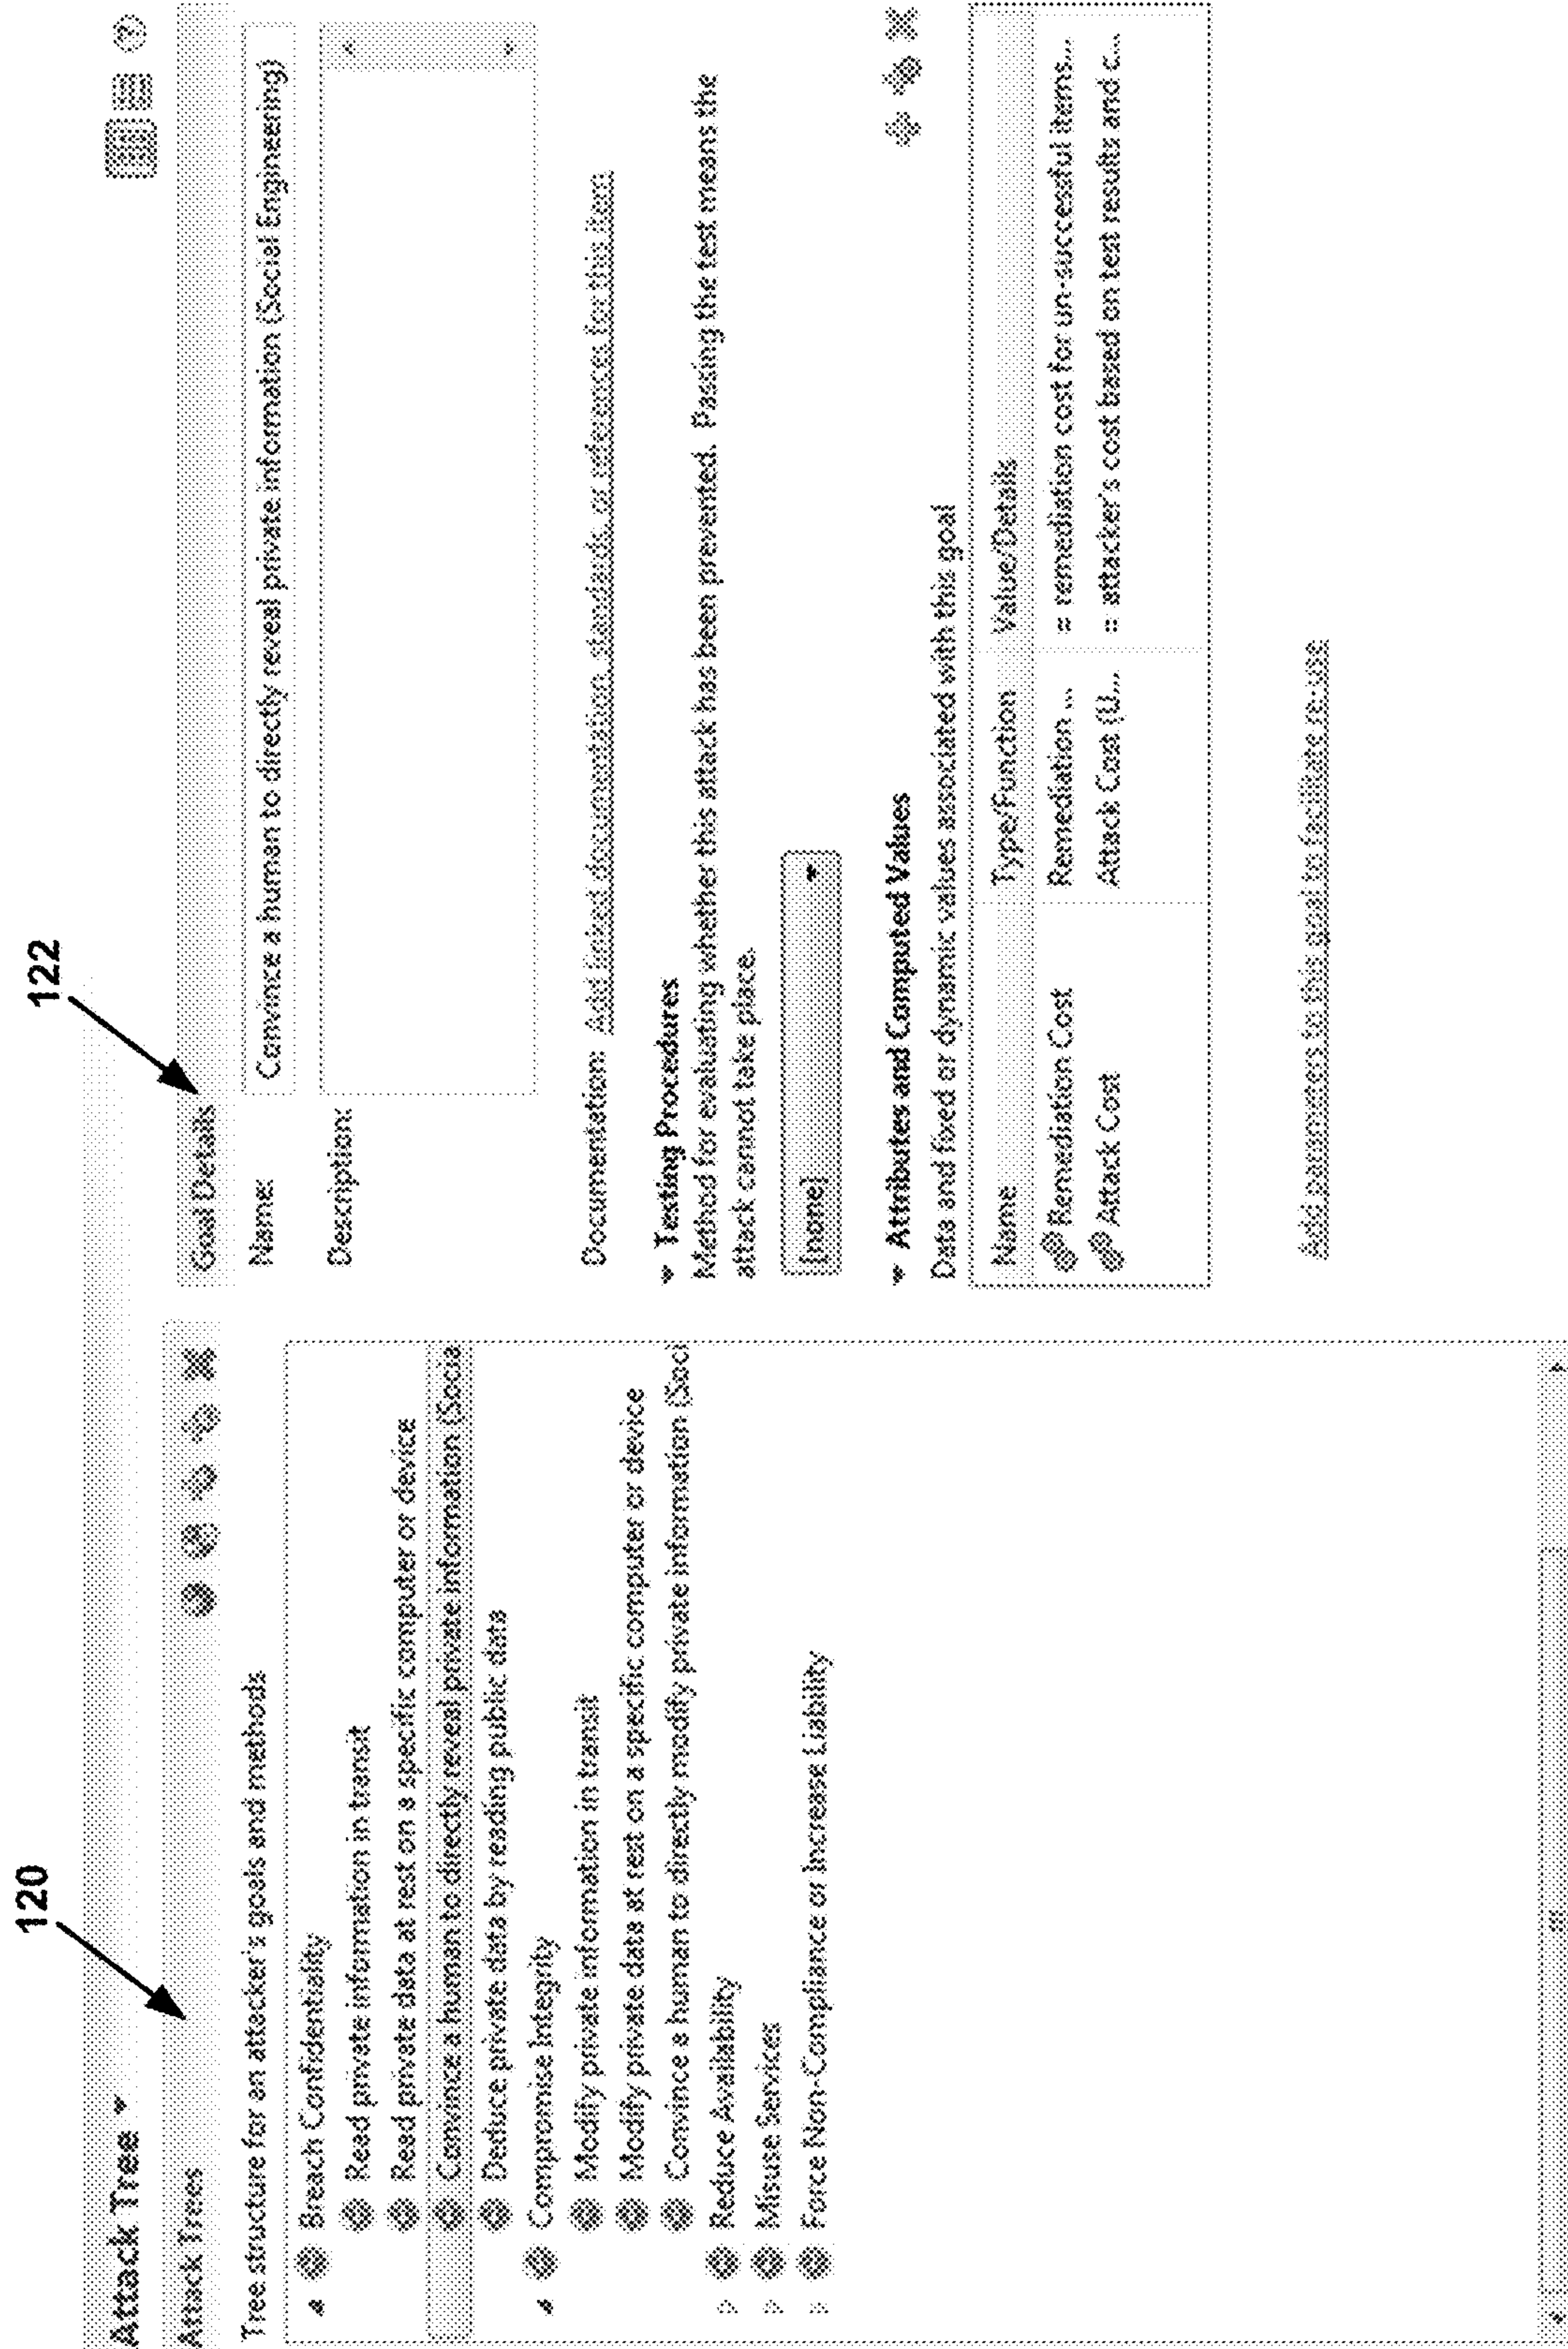 120
122
Attack Tree
Attack Trees
Tree structure for an attacker's goals and methods
Breach Confidentiality
Read private information in transit
Read private data at rest on a specific computer or device
Convince a human to directly reveal private information (Socia
Deduce private data by reading public data
Compromise Integrity
Modify private information in transit
Modify private data at rest on a specific computer or device
Convince a human to directly modify private information (Soci
Reduce Availability
Misuse Services
Force Non-Compliance or Increase Liability
Goal Details
Name: Convince a human to directly reveal private information (Social Engineering)
Description:
Documentation: Add linked documentation, standards, or references for this item.
Testing Procedures
Method for evaluating whether this attack has been prevented. Passing the test means the
attack cannot take place.
[none]
Attributes and Computed Values
Data and fixed or dynamic values associated with this goal
Name Type/Function Value/Details
Remediation Cost Remediation ... = remediation cost for un-successful items...
Attack Cost Attack Cost (U... = attacker's cost based on test results and c...
Add parameters to this goal to facilitate re-use